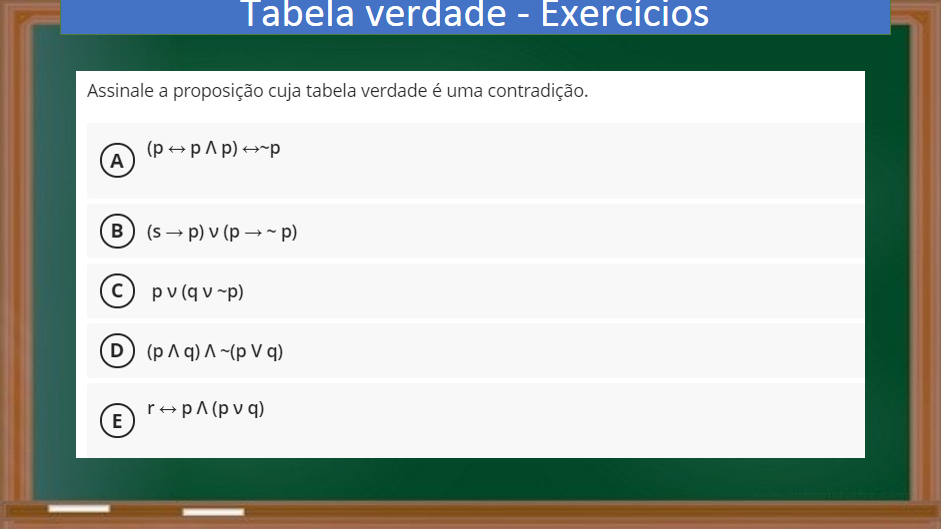 Tabela verdade - Exercícios
Assinale a proposição cuja tabela verdade é uma contradição.
A (p ↔ p Λ p) ↔~p
B (s → p) ν (p → ~ p)
C p ν (q ν ~p)
D (p Λ q) Λ ~(p V q)
E r ↔ p Λ (p ν q)